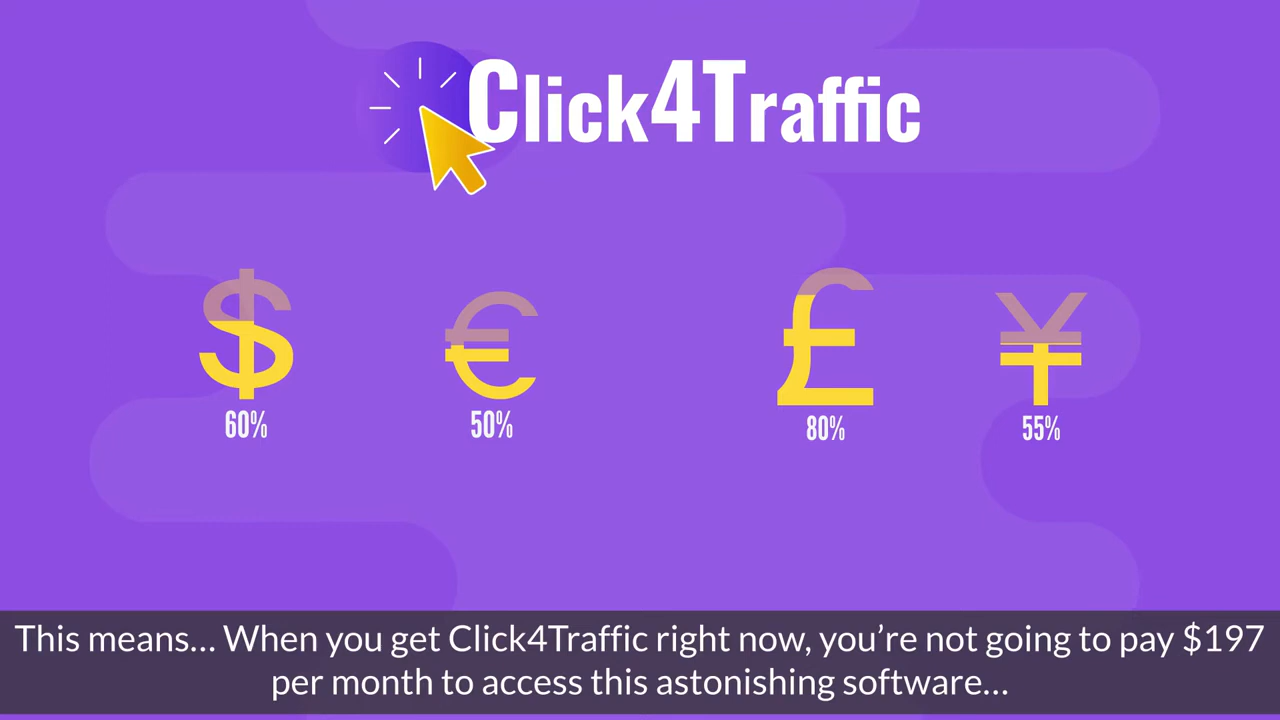 Click4Traffic
$ € £ ¥
60% 50% 80% 55%
This means... When you get Click4Traffic right now, you’re not going to pay $197
per month to access this astonishing software...